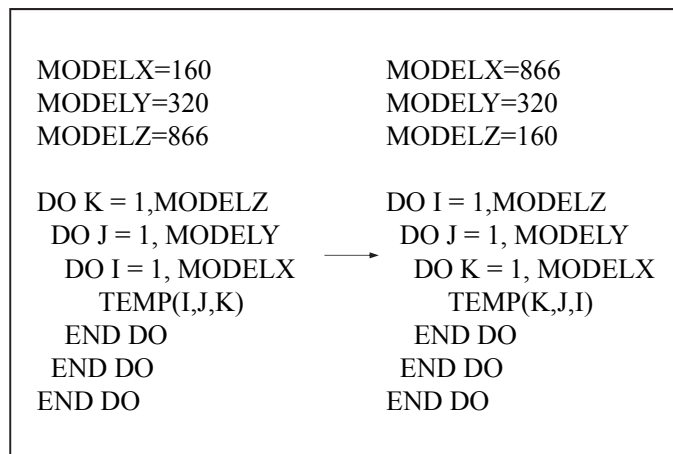 MODELX=160
MODELY=320
MODELZ=866
DO K = 1,MODELZ
DO J = 1, MODELY
DO I = 1, MODELX
TEMP(I,J,K)
END DO
END DO
END DO
MODELX=866
MODELY=320
MODELZ=160
DO I = 1,MODELZ
DO J = 1, MODELY
DO K = 1, MODELX
TEMP(K,J,I)
END DO
END DO
END DO